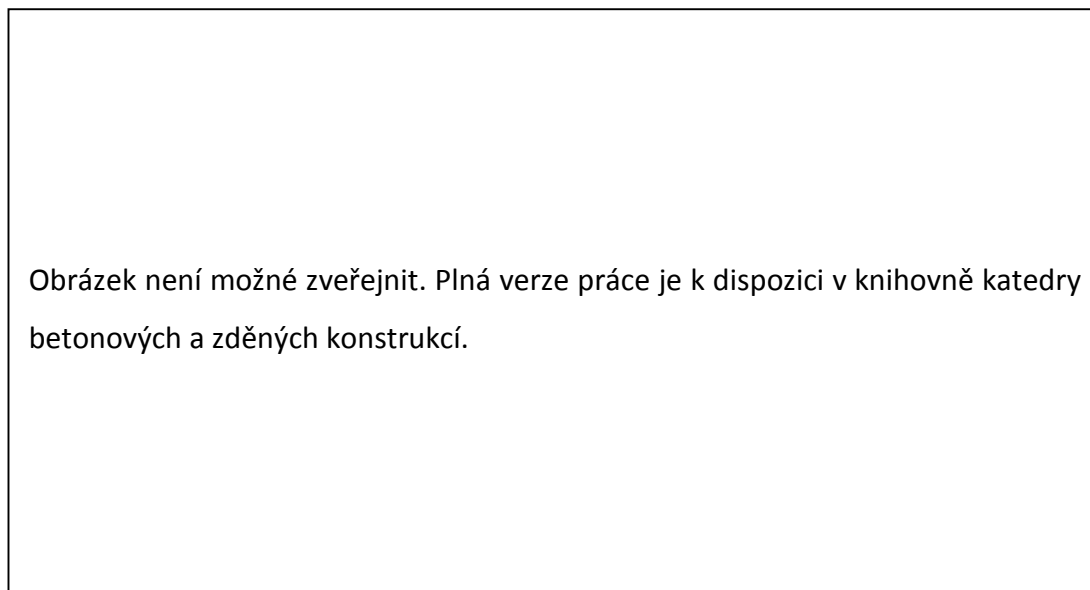 Obrázek není možné zveřejnit. Plná verze práce je k dispozici v knihovně katedry
betonových a zděných konstrukcí.